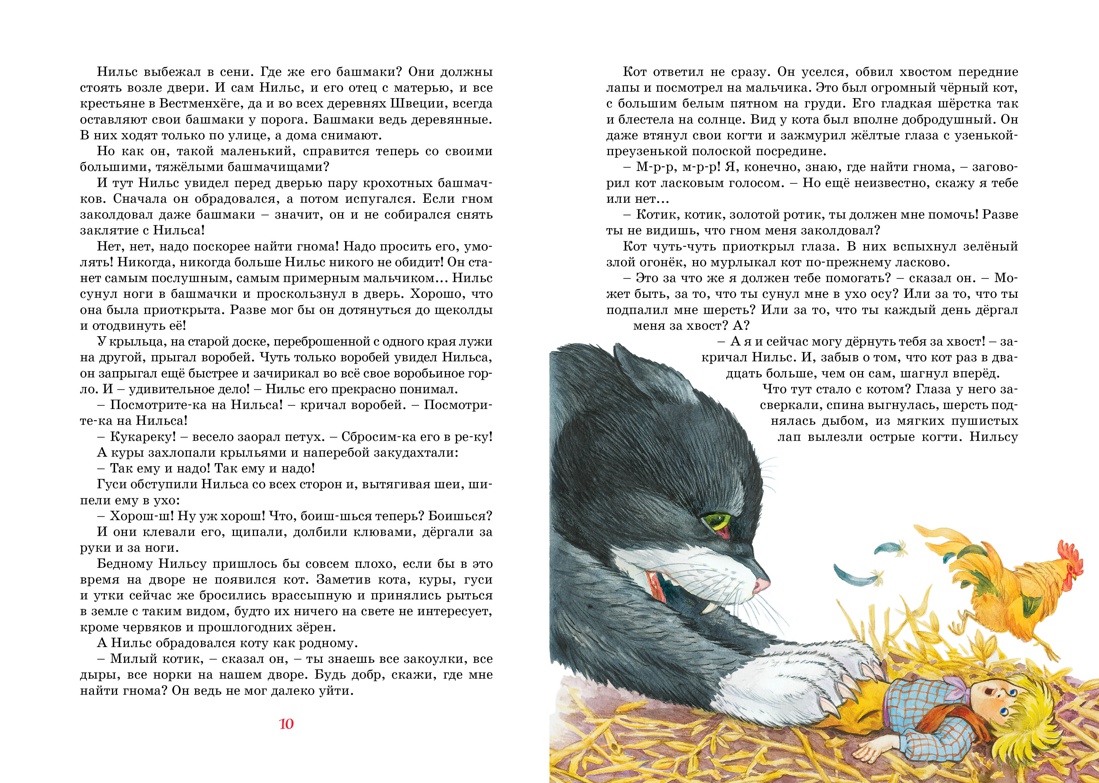 Нильс выбежал в сени. Где же его башмаки? Они должны
стоять возле двери. И сам Нильс, и его отец с матерью, и все
крестьяне в Вестменхёге, да и во всех деревнях Швеции, всегда
оставляют свои башмаки у порога. Башмаки ведь деревянные.
В них ходят только по улице, а дома снимают.
Но как он, такой маленький, справится теперь со своими
большими, тяжёлыми башмачищами?
И тут Нильс увидел перед дверью пару крохотных башмач-
ков. Сначала он обрадовался, а потом испугался. Если гном
заколдовал даже башмаки – значит, он и не собирался снять
заклятие с Нильса!
Нет, нет, надо поскорее найти гнома! Надо просить его, умо-
лять! Никогда, никогда больше Нильс никого не обидит! Он ста-
нет самым послушным, самым примерным мальчиком... Нильс
сунул ноги в башмачки и проскользнул в дверь. Хорошо, что
она была приоткрыта. Разве мог бы он дотянуться до щеколды
и отодвинуть её!
У крыльца, на старой доске, переброшенной с одного края лужи
на другой, прыгал воробей. Чуть только воробей увидел Нильса,
он запрыгал ещё быстрее и зачирикал во всё свое воробьиное гор-
ло. И – удивительное дело! – Нильс его прекрасно понимал.
– Посмотрите-ка на Нильса! – кричал воробей. – Посмотри-
те-ка на Нильса!
– Кукареку! – весело заорал петух. – Сбросим-ка его в ре-ку!
А куры захлопали крыльями и наперебой закудахтали:
– Так ему и надо! Так ему и надо!
Гуси обступили Нильса со всех сторон и, вытягивая шеи, ши-
пели ему в ухо:
– Хорош-ш! Ну уж хорош! Что, боиш-шься теперь? Боишься?
И они клевали его, щипали, долбили клювами, дёргали за
руки и за ноги.
Бедному Нильсу пришлось бы совсем плохо, если бы в это
время на дворе не появился кот. Заметив кота, куры, гуси
и утки сейчас же бросились врассыпную и принялись рыться
в земле с таким видом, будто их ничего на свете не интересует,
кроме червяков и прошлогодних зёрен.
А Нильс обрадовался коту как родному.
– Милый котик, – сказал он, – ты знаешь все закоулки, все
дыры, все норки на нашем дворе. Будь добр, скажи, где мне
найти гнома? Он ведь не мог далеко уйти.
10
Кот ответил не сразу. Он уселся, обвил хвостом передние
лапы и посмотрел на мальчика. Это был огромный чёрный кот,
с большим белым пятном на груди. Его гладкая шёрстка так
и блестела на солнце. Вид у кота был вполне добродушный. Он
даже втянул свои когти и зажмурил жёлтые глаза с узенькой-
преузенькой полоской посредине.
– М-р-р, м-р-р! Я, конечно, знаю, где найти гнома, – загово-
рил кот ласковым голосом. – Но ещё неизвестно, скажу я тебе
или нет...
– Котик, котик, золотой ротик, ты должен мне помочь! Разве
ты не видишь, что гном меня заколдовал?
Кот чуть-чуть приоткрыл глаза. В них вспыхнул зелёный
злой огонёк, но мурлыкал кот по-прежнему ласково.
– Это за что же я должен тебе помогать? – сказал он. – Мо-
жет быть, за то, что ты сунул мне в ухо осу? Или за то, что ты
подпалил мне шерсть? Или за то, что ты каждый день дёргал
меня за хвост? А?
– А я и сейчас могу дёрнуть тебя за хвост! – за-
кричал Нильс. И, забыв о том, что кот раз в два-
дцать больше, чем он сам, шагнул вперёд.
Что тут стало с котом? Глаза у него за-
сверкали, спина выгнулась, шерсть под-
нялась дыбом, из мягких пушистых
лап вылезли острые когти. Нильсу